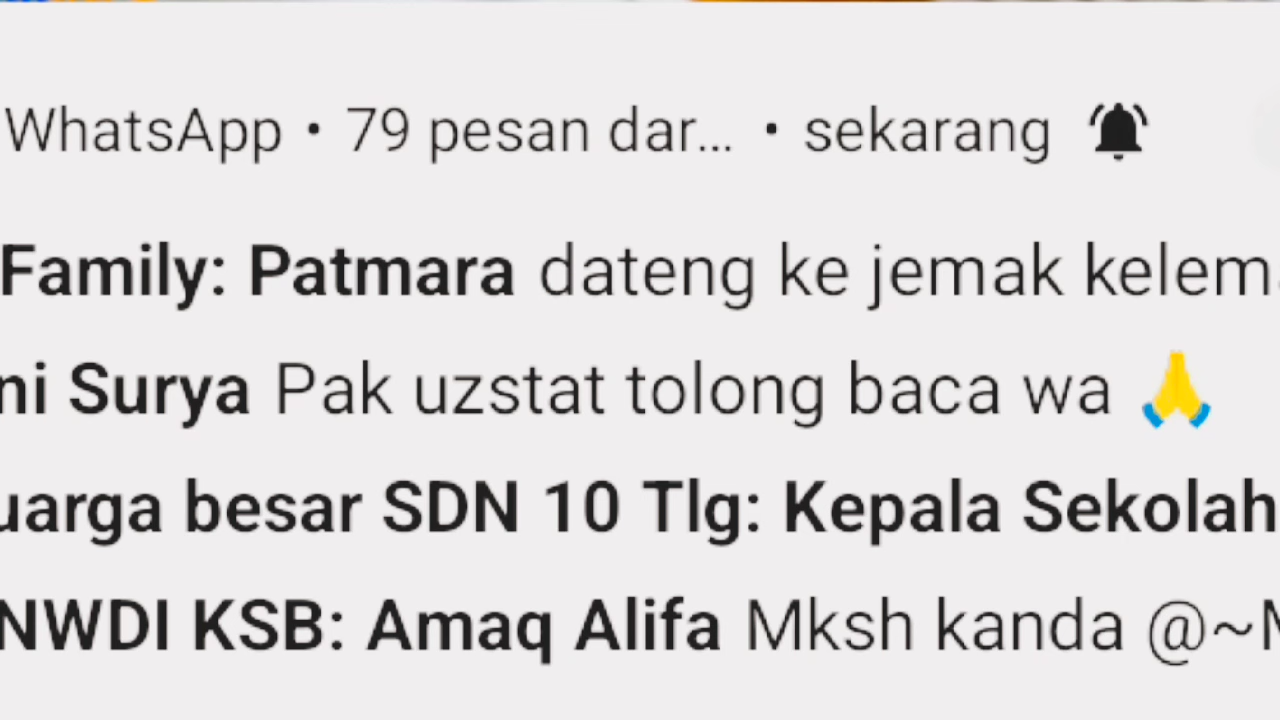 WhatsApp • 79 pesan dar... • sekarang
Family: Patmara dateng ke jemak
ni Surya Pak uzstat tolong baca wa 🙏
uarga besar SDN 10 Tlg: Kepala Sekolah
NWDI KSB: Amaq Alifa Mksh kanda @~M